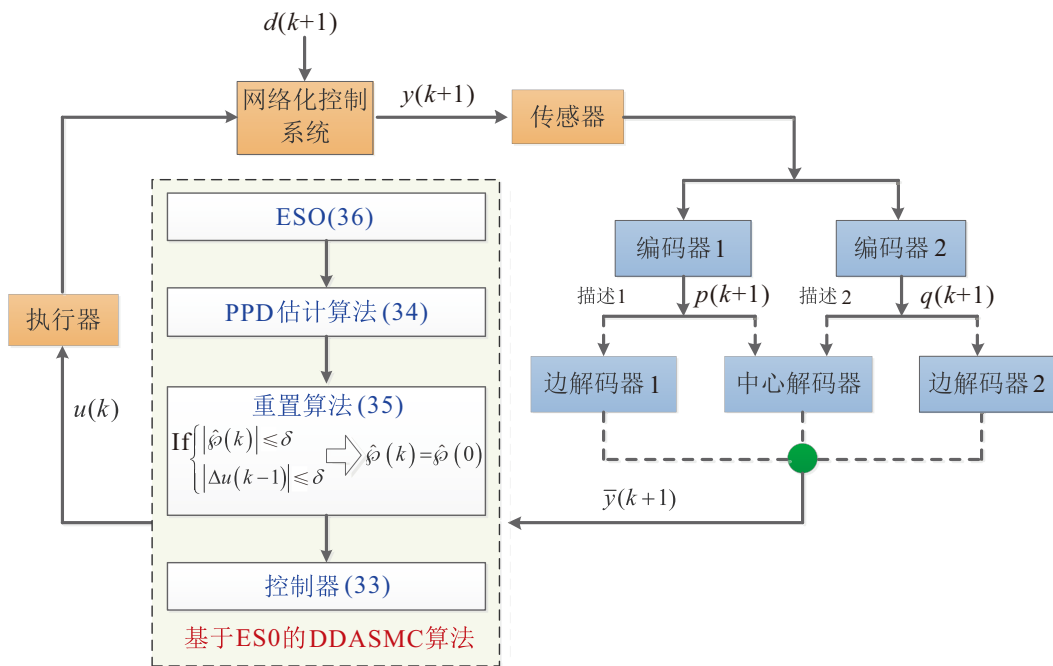 d(k+1)
网络化控制
系统
y(k+1)
传感器
ESO(36)
编码器1
编码器2
描述1
p(k+1)
描述2
q(k+1)
PPD估计算法(34)
执行器
边解码器1
中心解码器
边解码器2
u(k)
重置算法(35)
If { |℘̂(k)|≤δ
|Δu(k−1)|≤δ ⇨ ℘̂(k)=℘̂(0)
y̅(k+1)
控制器(33)
基于ES0的DDASMC算法